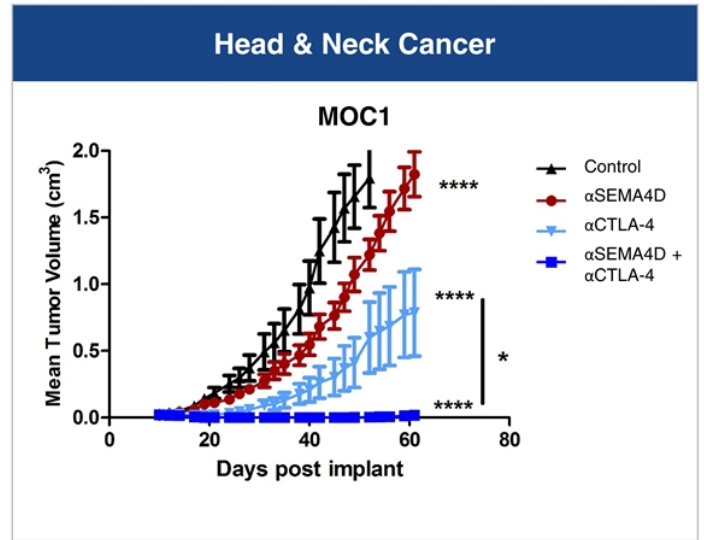 Head & Neck Cancer
MOC1
Mean Tumor Volume (cm³)
2.0
1.5
1.0
0.5
0.0
0
20
40
60
80
Days post implant
****
****
****
*
Control
αSEMA4D
αCTLA-4
αSEMA4D +
αCTLA-4